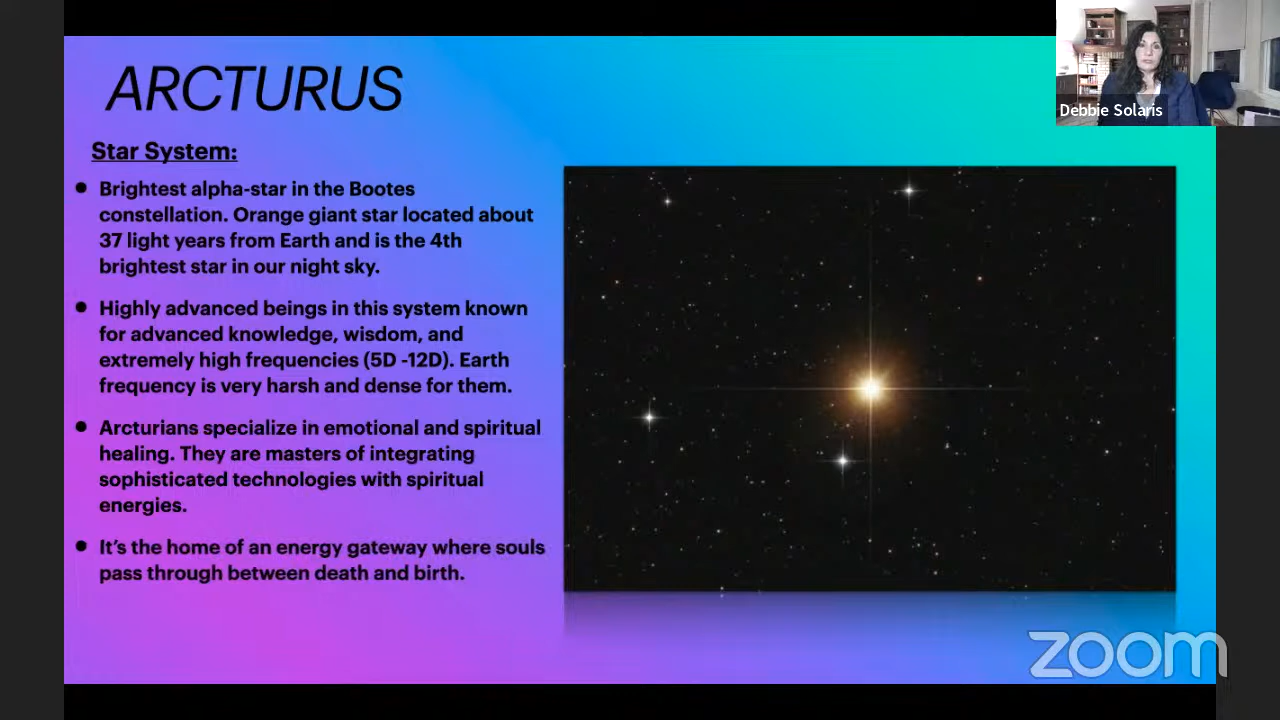 ARCTURUS
Debbie Solaris
Star System:
Brightest alpha-star in the Bootes
constellation. Orange giant star located about
37 light years from Earth and is the 4th
brightest star in our night sky.
Highly advanced beings in this system known
for advanced knowledge, wisdom, and
extremely high frequencies (5D -12D). Earth
frequency is very harsh and dense for them.
Arcturians specialize in emotional and spiritual
healing. They are masters of integrating
sophisticated technologies with spiritual
energies.
It’s the home of an energy gateway where souls
pass through between death and birth.
zoom